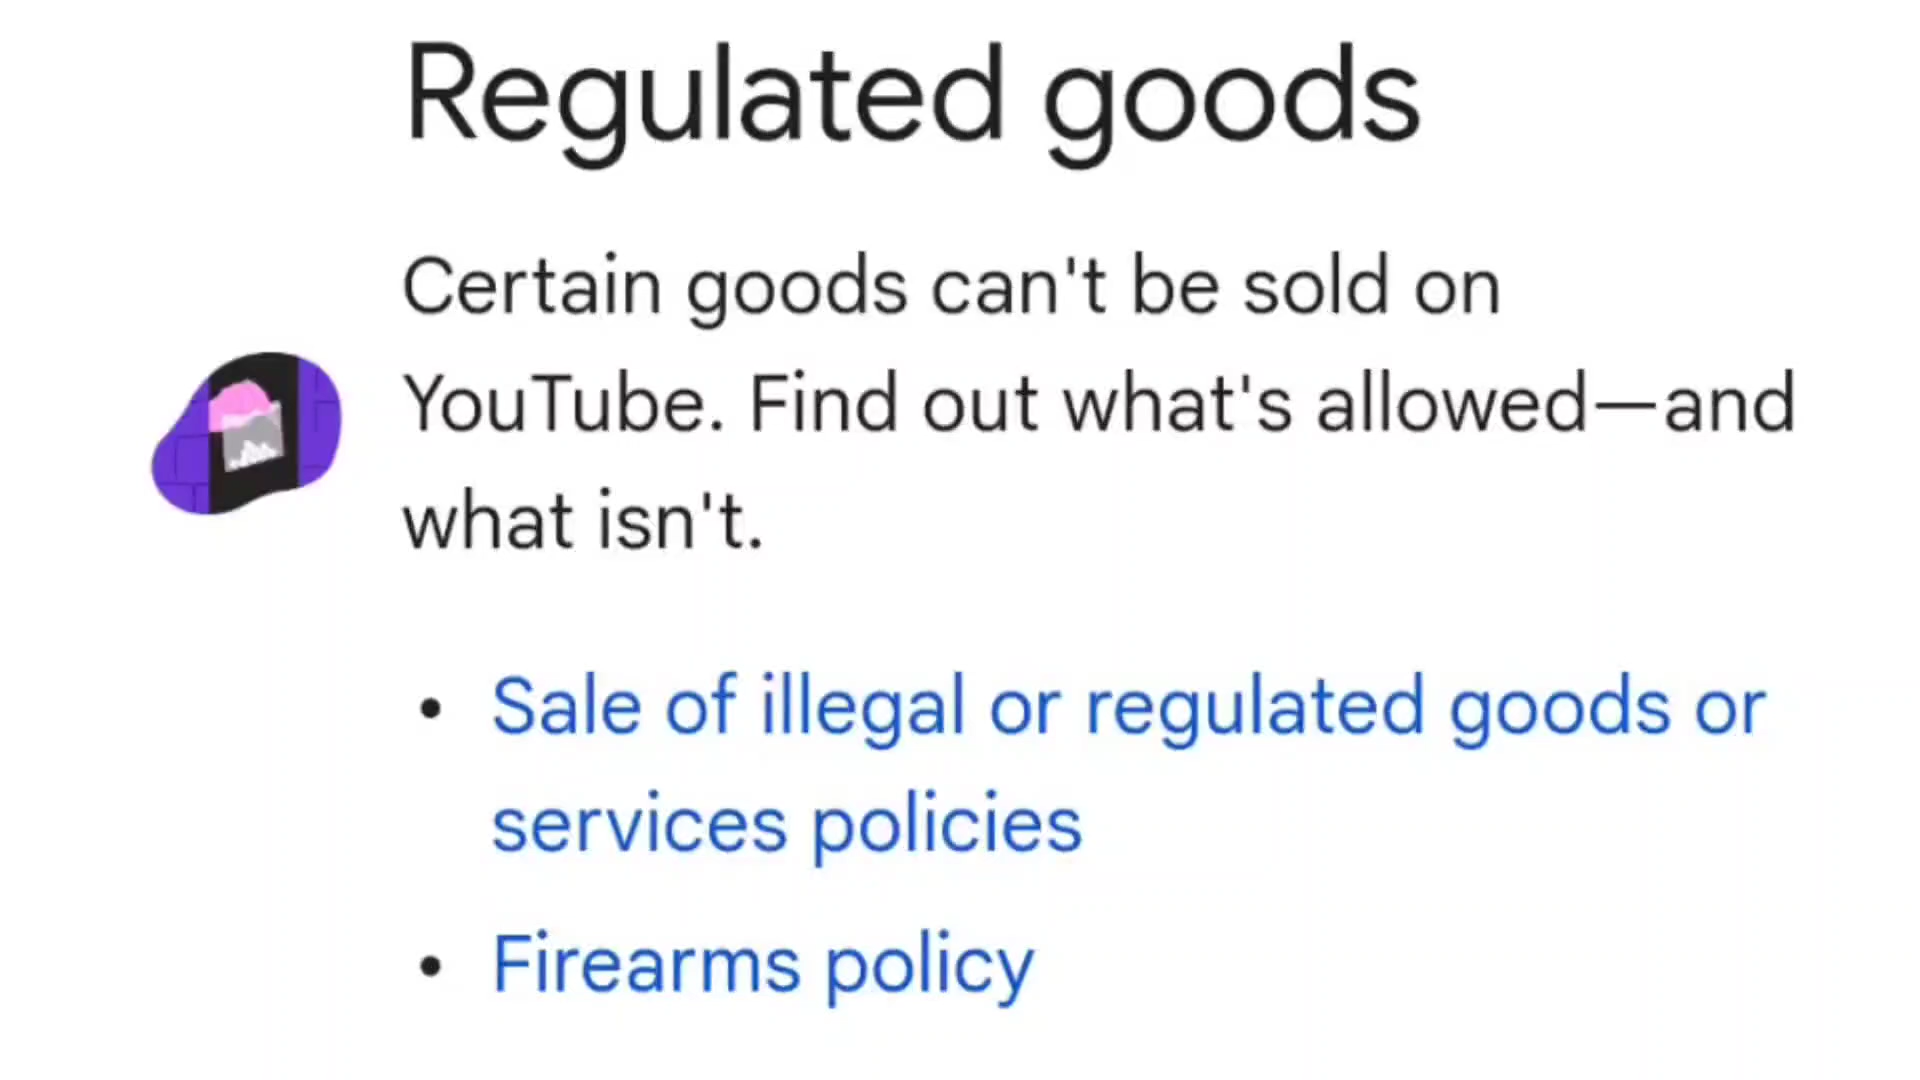 Regulated goods
Certain goods can't be sold on
YouTube. Find out what's allowed—and
what isn't.
• Sale of illegal or regulated goods or
services policies
• Firearms policy